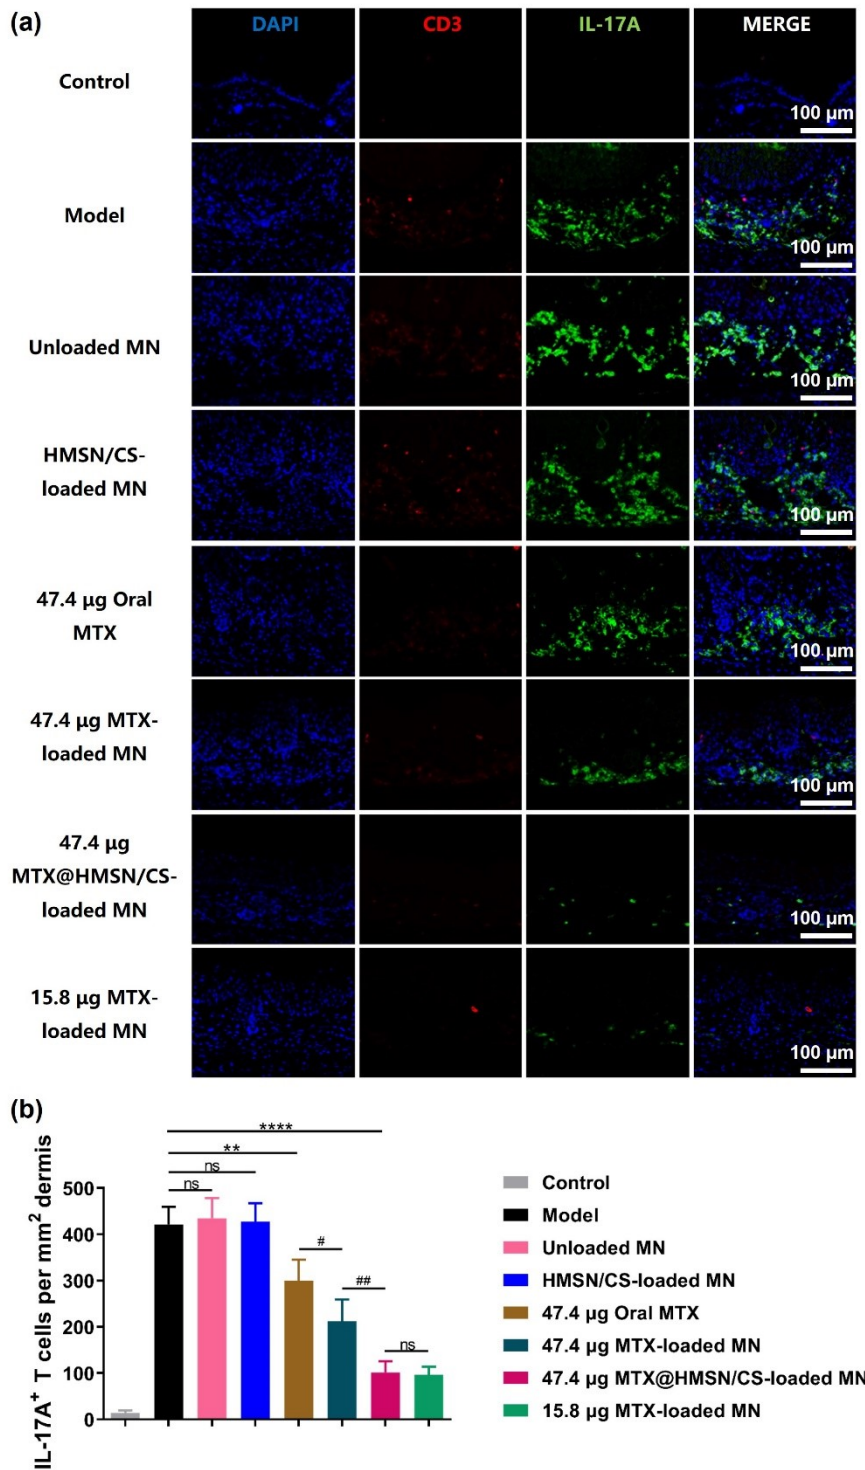 (a)
DAPI CD3 IL-17A MERGE
Control
100 µm
Model
100 µm
Unloaded MN
100 µm
HMSN/CS-
loaded MN
100 µm
47.4 µg Oral
MTX
100 µm
47.4 µg MTX-
loaded MN
100 µm
47.4 µg
MTX@HMSN/CS-
loaded MN
100 µm
15.8 µg MTX-
loaded MN
100 µm
(b)
IL-17A+ T cells per mm2 dermis
500
400
300
200
100
0
****
**
ns
ns
#
##
ns
Control
Model
Unloaded MN
HMSN/CS-loaded MN
47.4 µg Oral MTX
47.4 µg MTX-loaded MN
47.4 µg MTX@HMSN/CS-loaded MN
15.8 µg MTX-loaded MN